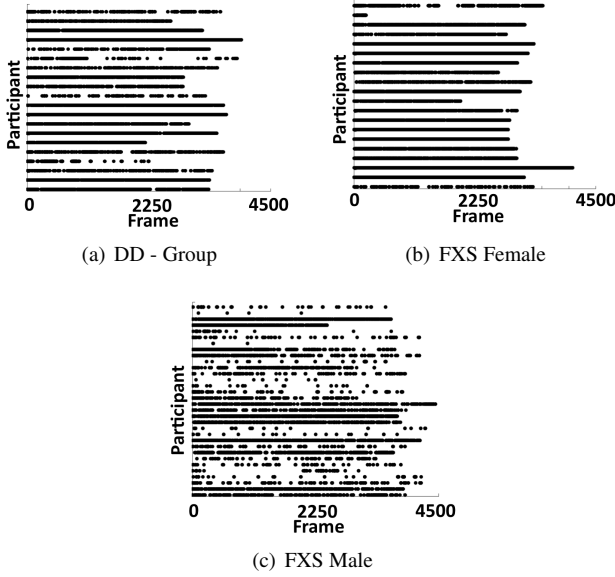 Participant
0 2250 4500
Frame
(a) DD - Group
Participant
0 2250 4500
Frame
(b) FXS Female
Participant
0 2250 4500
Frame
(c) FXS Male